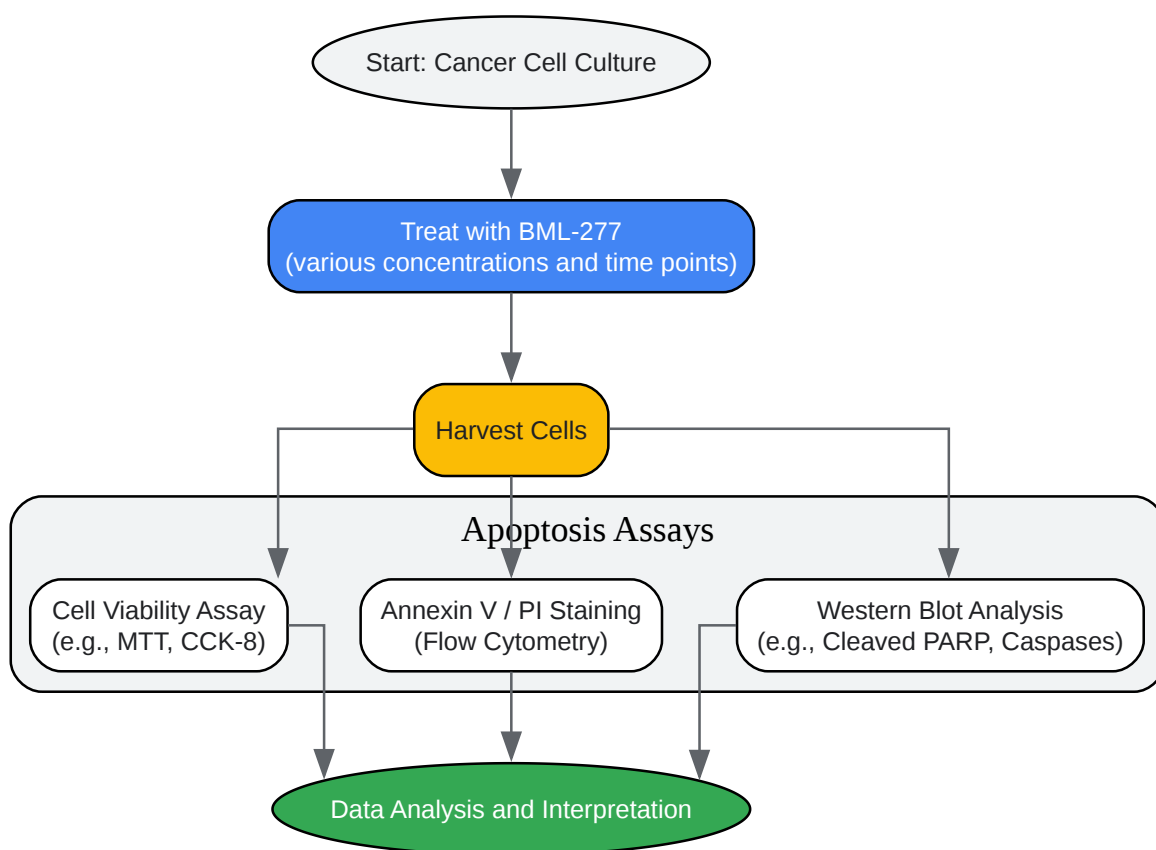 Start: Cancer Cell Culture
Treat with BML-277
(various concentrations and time points)
Harvest Cells
Apoptosis Assays
Cell Viability Assay
(e.g., MTT, CCK-8)
Annexin V / PI Staining
(Flow Cytometry)
Western Blot Analysis
(e.g., Cleaved PARP, Caspases)
Data Analysis and Interpretation